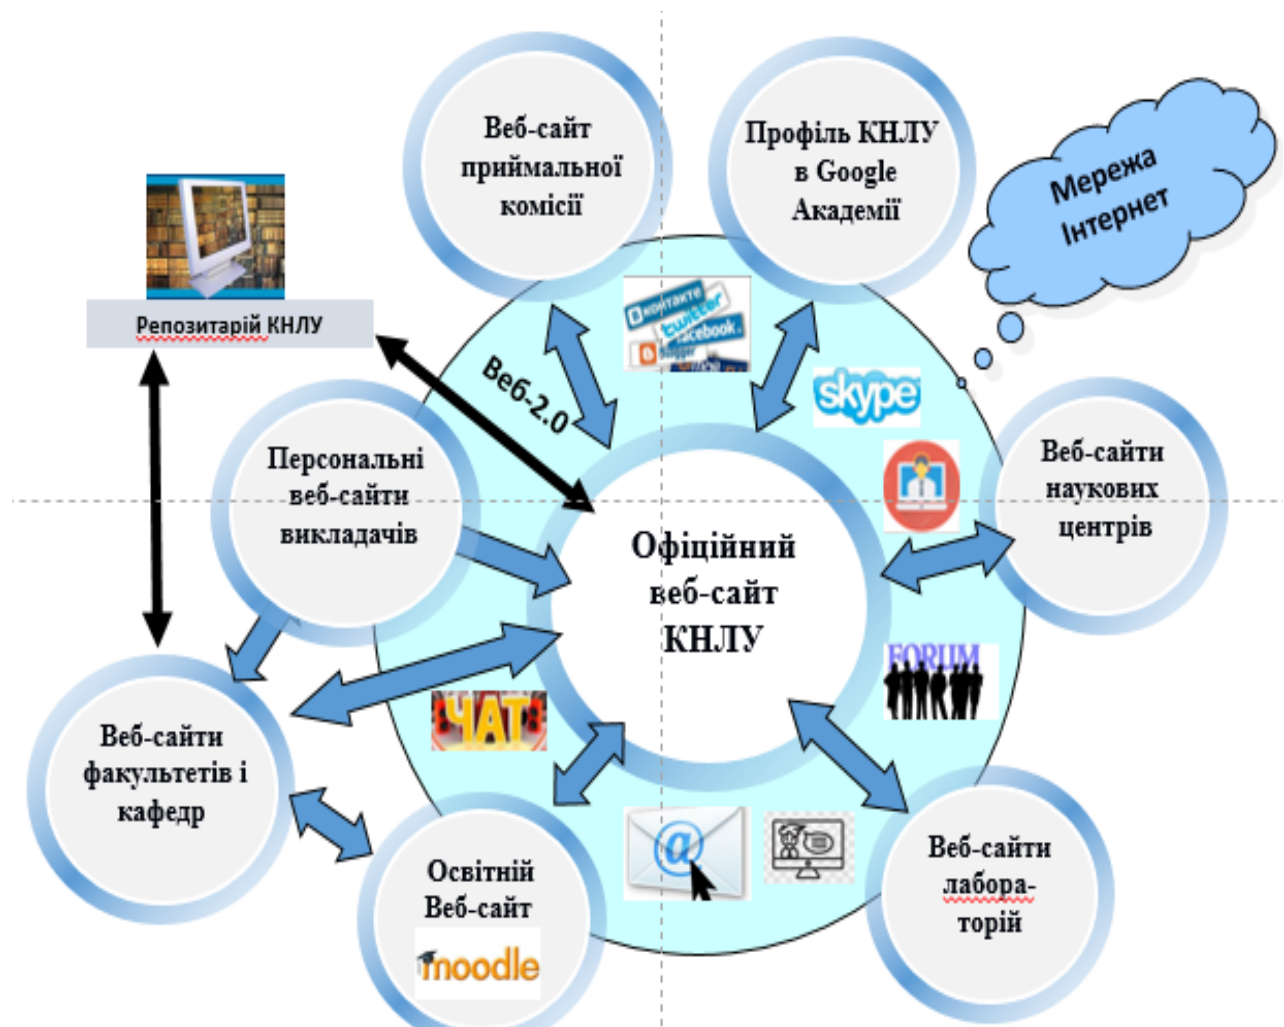 Веб-сайт
приймальної
комісії
Профіль КНЛУ
в Google
Академії
Мережа
Інтернет
Репозитарій КНЛУ
Веб-2.0
контакте
twitter
facebook
skype
Персональні
веб-сайти
викладачів
Веб-сайти
наукових
центрів
Офіційний
веб-сайт
КНЛУ
FORUM
ЧАТ
Веб-сайти
факультетів і
кафедр
@
Освітній
Веб-сайт
moodle
Веб-сайти
лабора-
торій